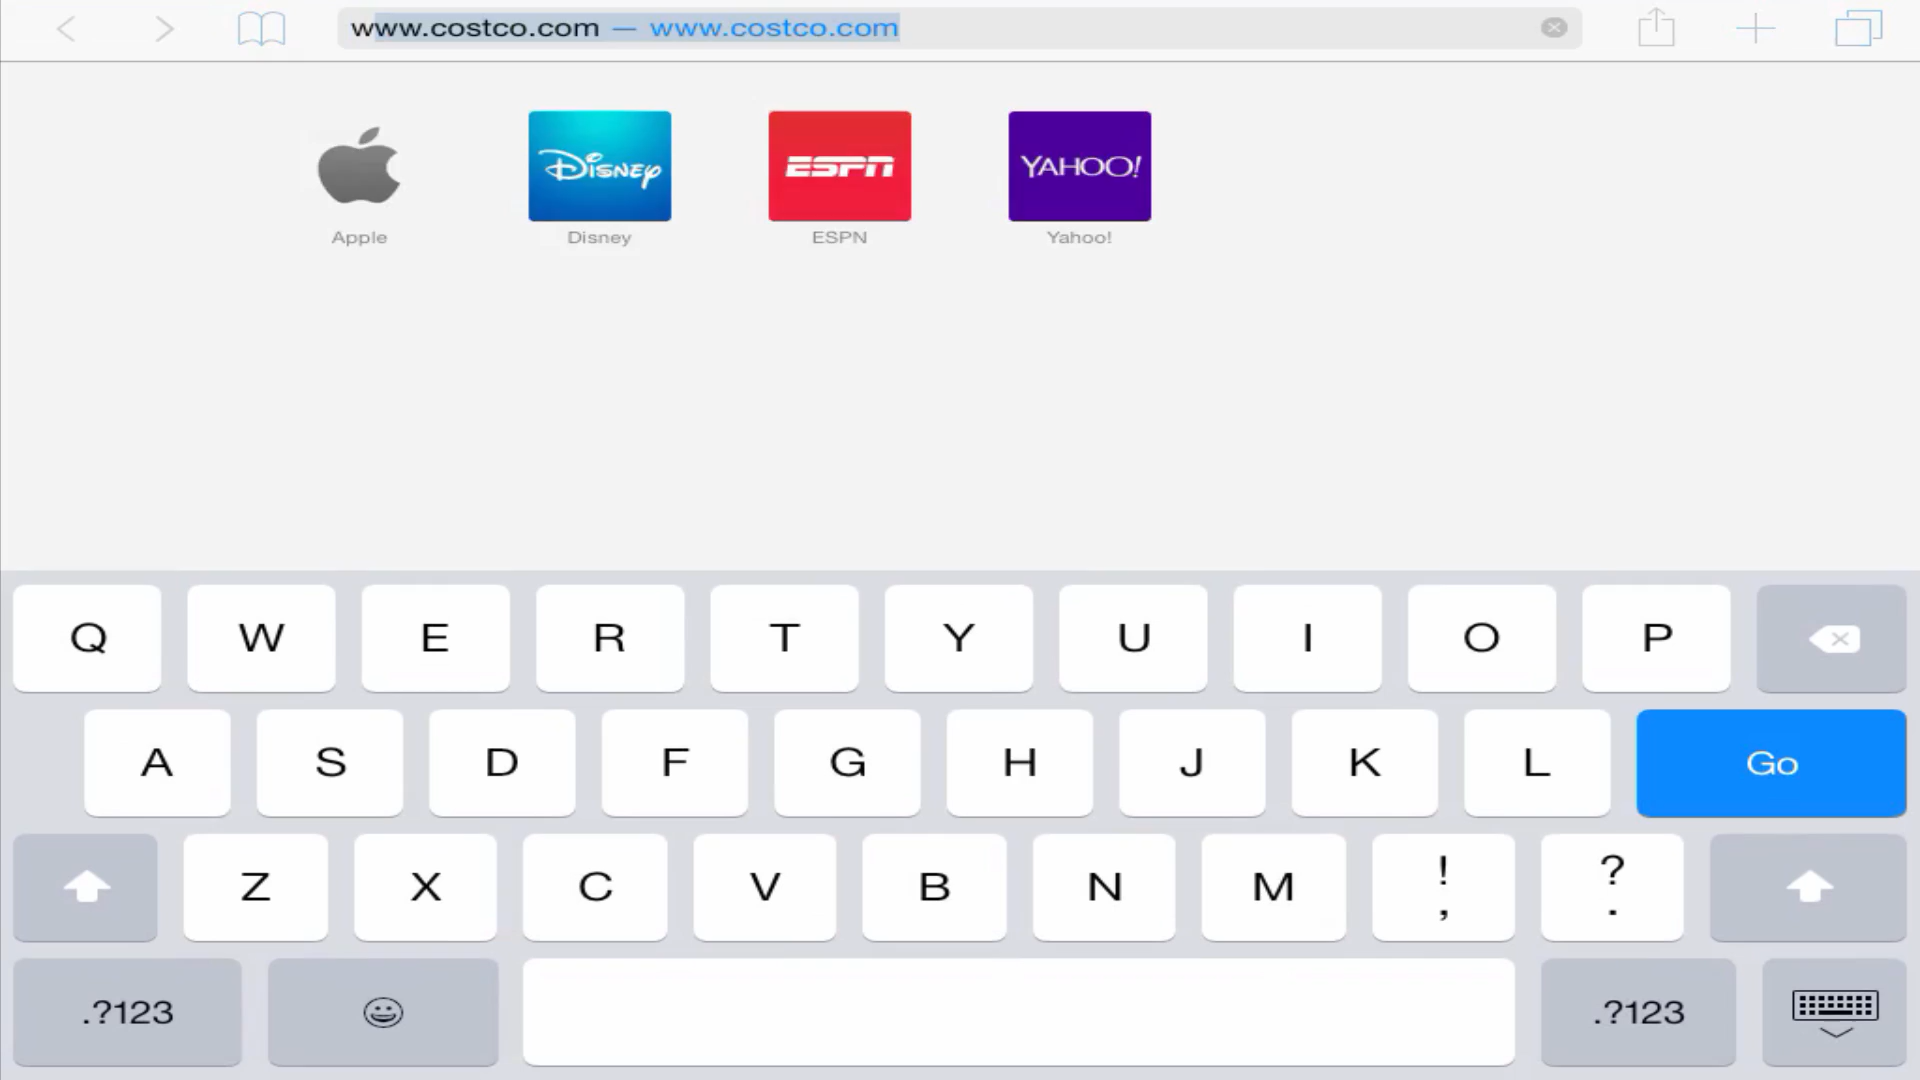 www.costco.com — www.costco.com
Disney
ESPN
YAHOO!
Apple
Disney
ESPN
Yahoo!
Q W E R T Y U I O P
A S D F G H J K L Go
Z X C V B N M ! , ? .
.?123 .?123